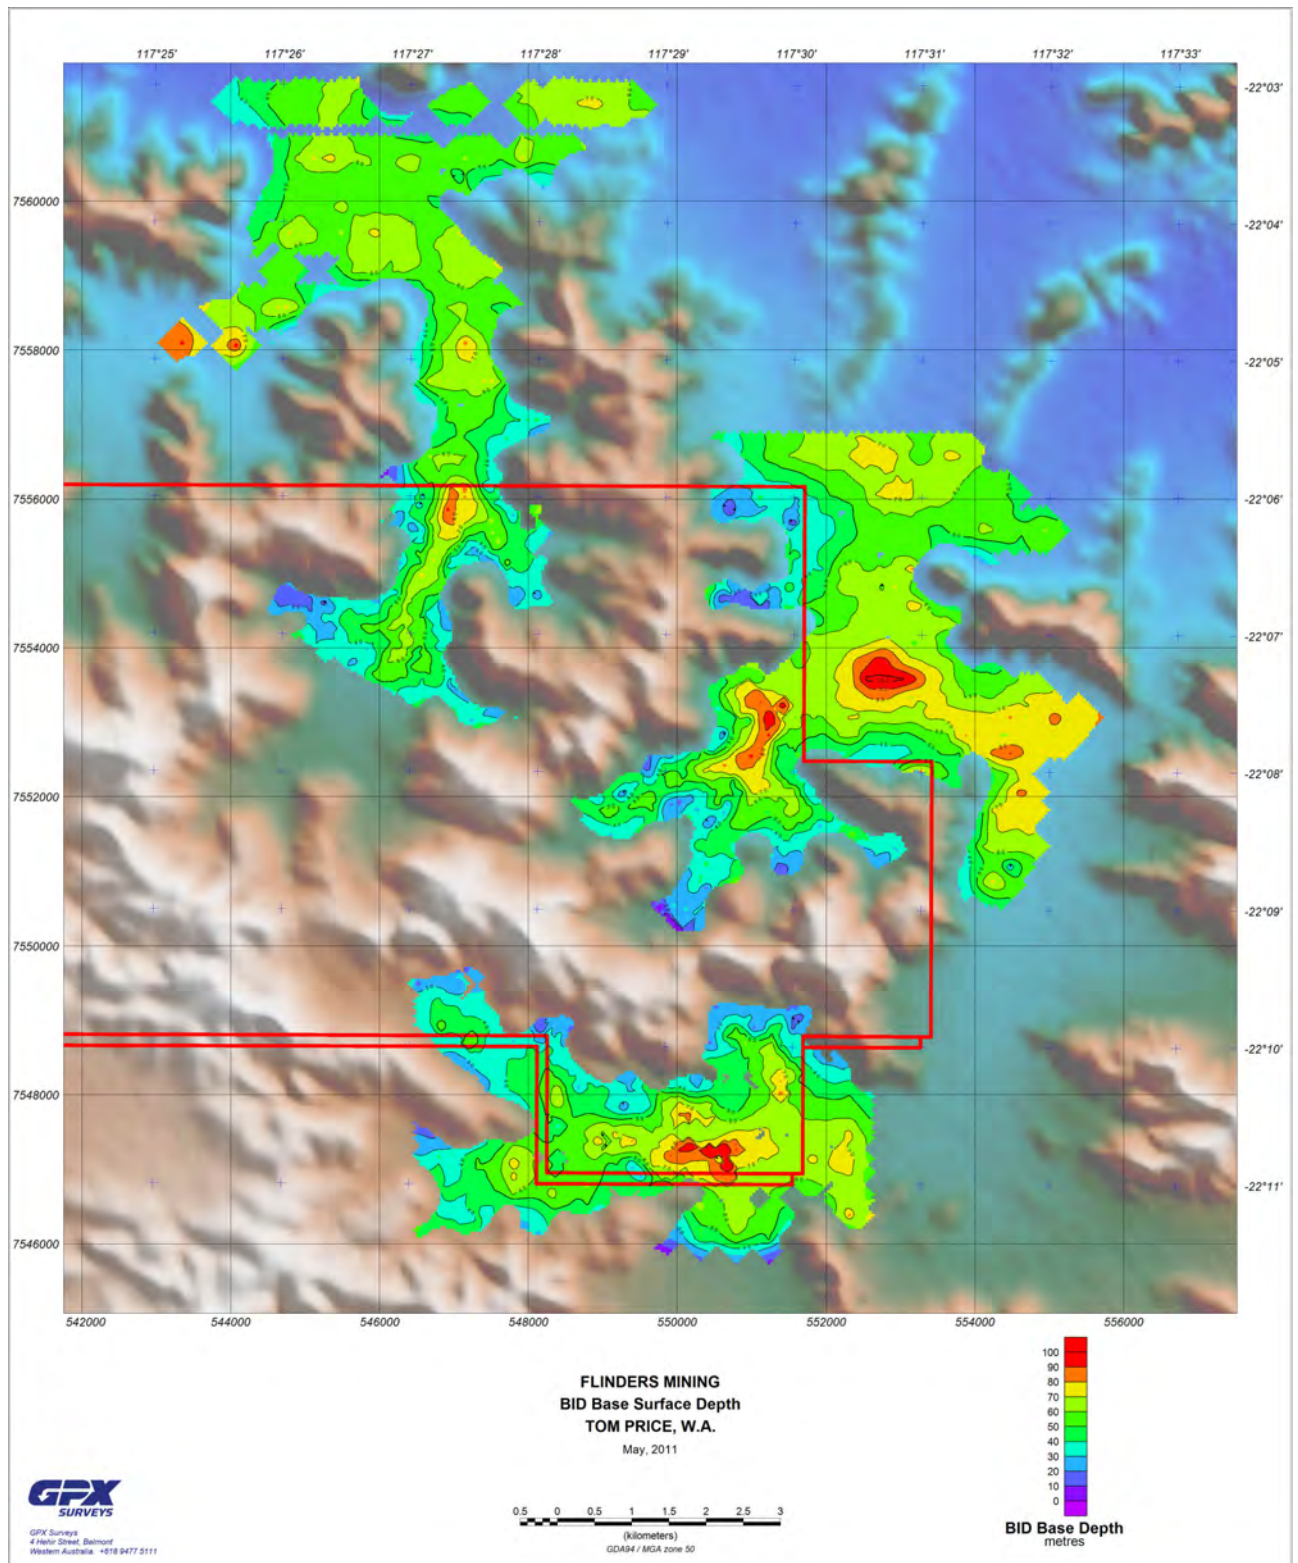 117°25' 117°26' 117°27' 117°28' 117°29' 117°30' 117°31' 117°32' 117°33'
-22°03'
7560000
-22°04'
7558000
-22°05'
7556000
-22°06'
7554000
-22°07'
-22°08'
7552000
-22°09'
7550000
-22°10'
7548000
-22°11'
7546000
542000 544000 546000 548000 550000 552000 554000 556000
FLINDERS MINING
BID Base Surface Depth
TOM PRICE, W.A.
May, 2011
100
90
80
70
60
50
40
30
20
10
0
BID Base Depth
metres
GPX
SURVEYS
GPX Surveys
4 Hehir Street, Belmont
Western Australia. +618 9477 5111
0.5 0 0.5 1 1.5 2 2.5 3
(kilometers)
GDA94 / MGA zone 50